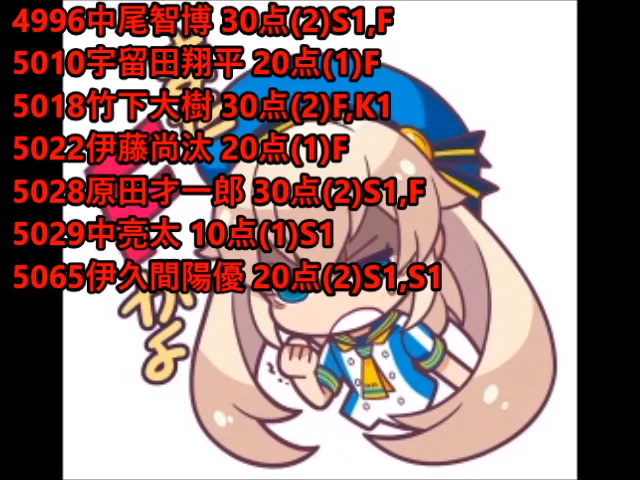 4996中尾智博 30点(2)S1,F
5010宇留田翔平 20点(1)F
5018竹下大樹 30点(2)F,K1
5022伊藤尚汰 20点(1)F
5028原田才一郎 30点(2)S1,F
5029中亮太 10点(1)S1
5065伊久間陽優 20点(2)S1,S1